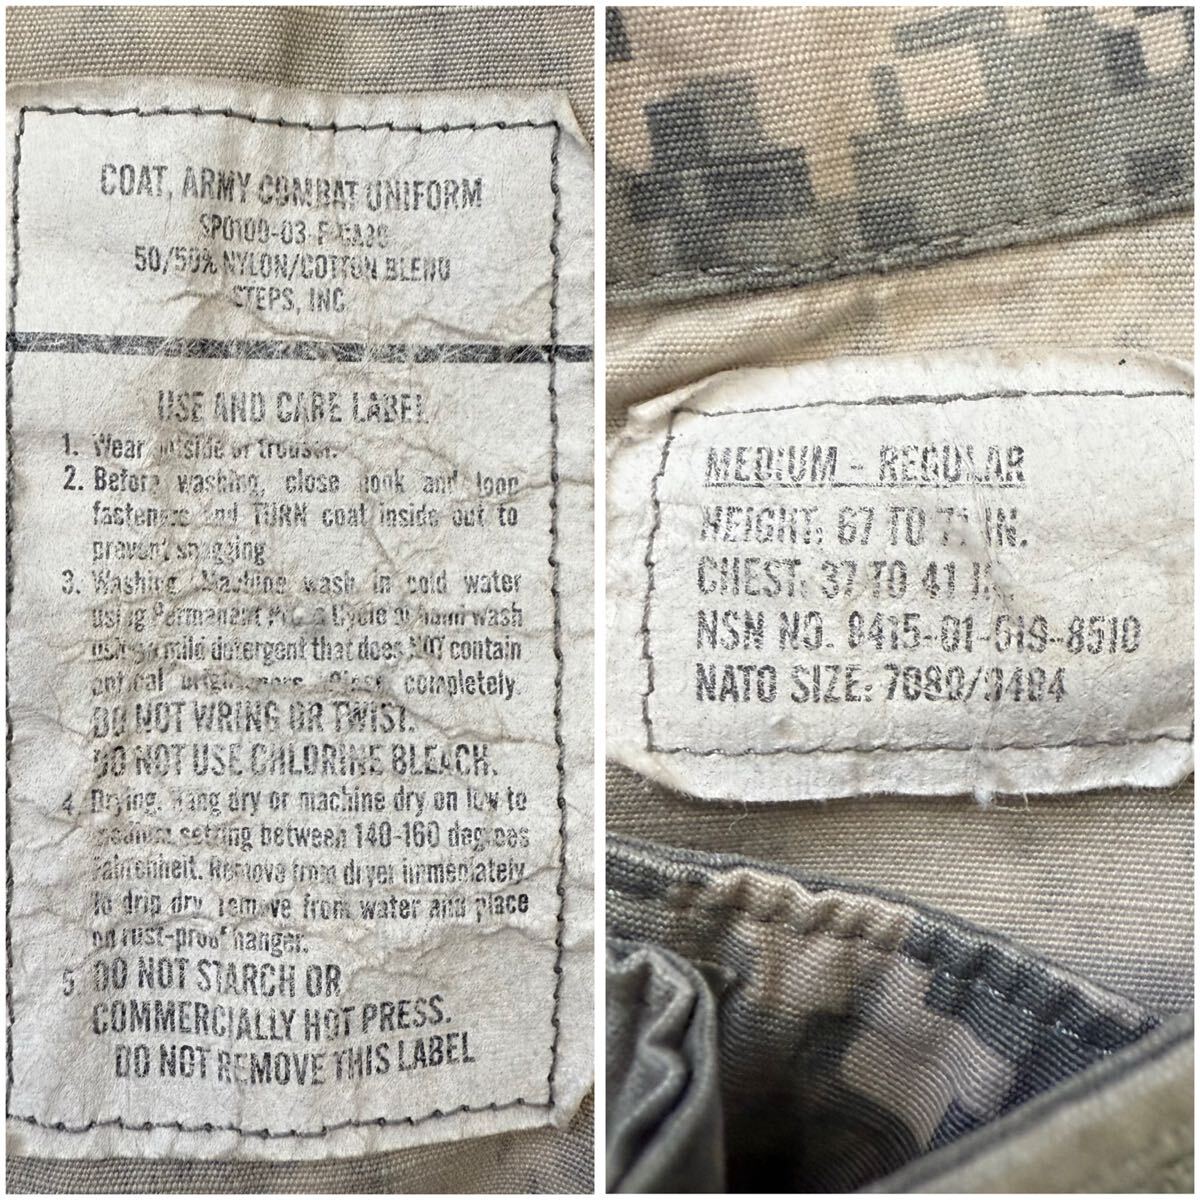 COAT, ARMY COMBAT UNIFORM
50/50% NYLON/COTTON BLEND
STEPS, INC
USE AND CARE LABEL
1. Wear outside of trouser.
2. Before washing, close hook and loop
fasteners and TURN coat inside out to
prevent snagging
3. Washing. Machine wash in cold water
using Permanent Press Cycle or hand wash
using mild detergent that does NOT contain
optical brighteners. completely.
DO NOT WRING OR TWIST.
DO NOT USE CHLORINE BLEACH.
4. Drying. Hang dry or machine dry on low to
medium setting between 140-160 degrees
Fahrenheit. Remove from dryer immediately.
To drip dry, remove from water and place
on rust-proof hanger.
5. DO NOT STARCH OR
COMMERCIALLY HOT PRESS.
DO NOT REMOVE THIS LABEL
MEDIUM - REGULAR
HEIGHT: 67 TO 71 IN.
CHEST: 37 TO 41 IN.
NSN NO. 8415-01-519-8510
NATO SIZE: 7080/9404